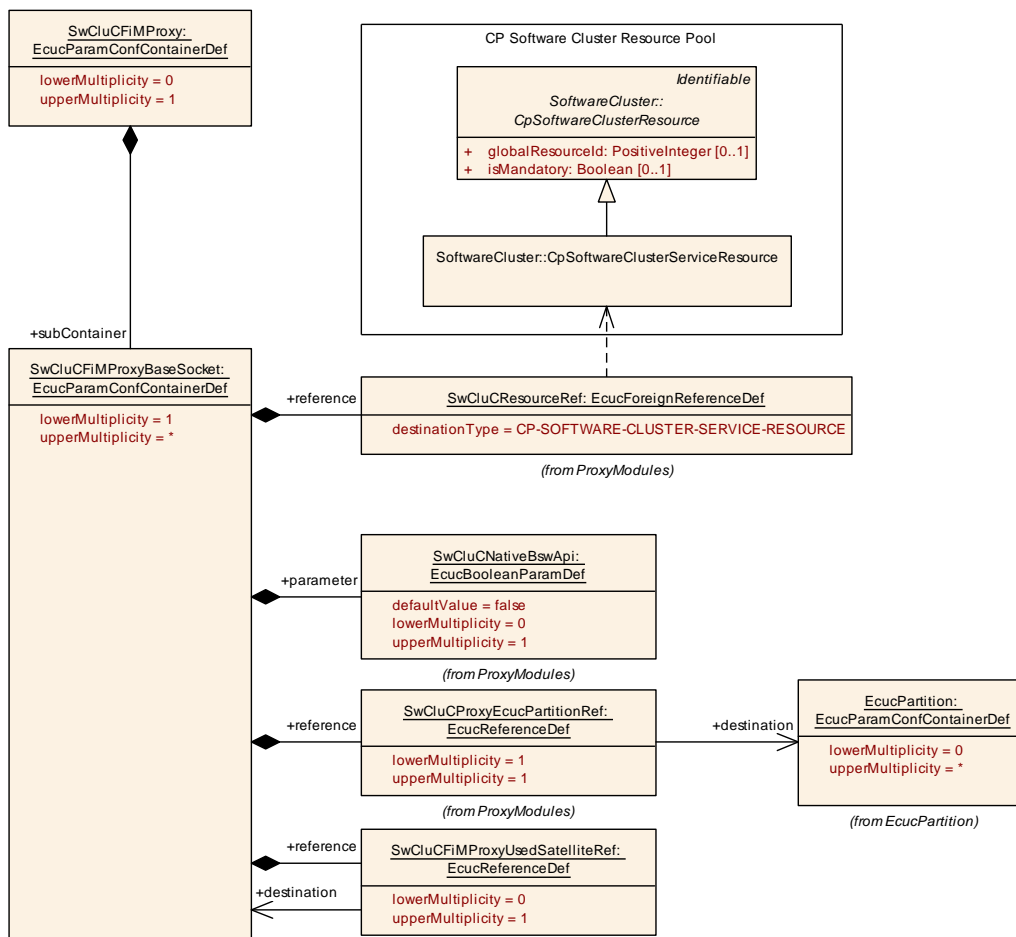 SwCluCFiMProxy:
EcucParamConfContainerDef
lowerMultiplicity = 0
upperMultiplicity = 1
CP Software Cluster Resource Pool
Identifiable
SoftwareCluster::
CpSoftwareClusterResource
+ globalResourceId: PositiveInteger [0..1]
+ isMandatory: Boolean [0..1]
SoftwareCluster::CpSoftwareClusterServiceResource
+subContainer
SwCluCFiMProxyBaseSocket:
EcucParamConfContainerDef
lowerMultiplicity = 1
upperMultiplicity = *
+reference
SwCluCResourceRef: EcucForeignReferenceDef
destinationType = CP-SOFTWARE-CLUSTER-SERVICE-RESOURCE
(from ProxyModules)
+parameter
SwCluCNativeBswApi:
EcucBooleanParamDef
defaultValue = false
lowerMultiplicity = 0
upperMultiplicity = 1
(from ProxyModules)
+reference
SwCluCProxyEcucPartitionRef:
EcucReferenceDef
lowerMultiplicity = 1
upperMultiplicity = 1
(from ProxyModules)
+destination
EcucPartition:
EcucParamConfContainerDef
lowerMultiplicity = 0
upperMultiplicity = *
(from EcucPartition)
+reference
SwCluCFiMProxyUsedSatelliteRef:
EcucReferenceDef
+destination
lowerMultiplicity = 0
upperMultiplicity = 1